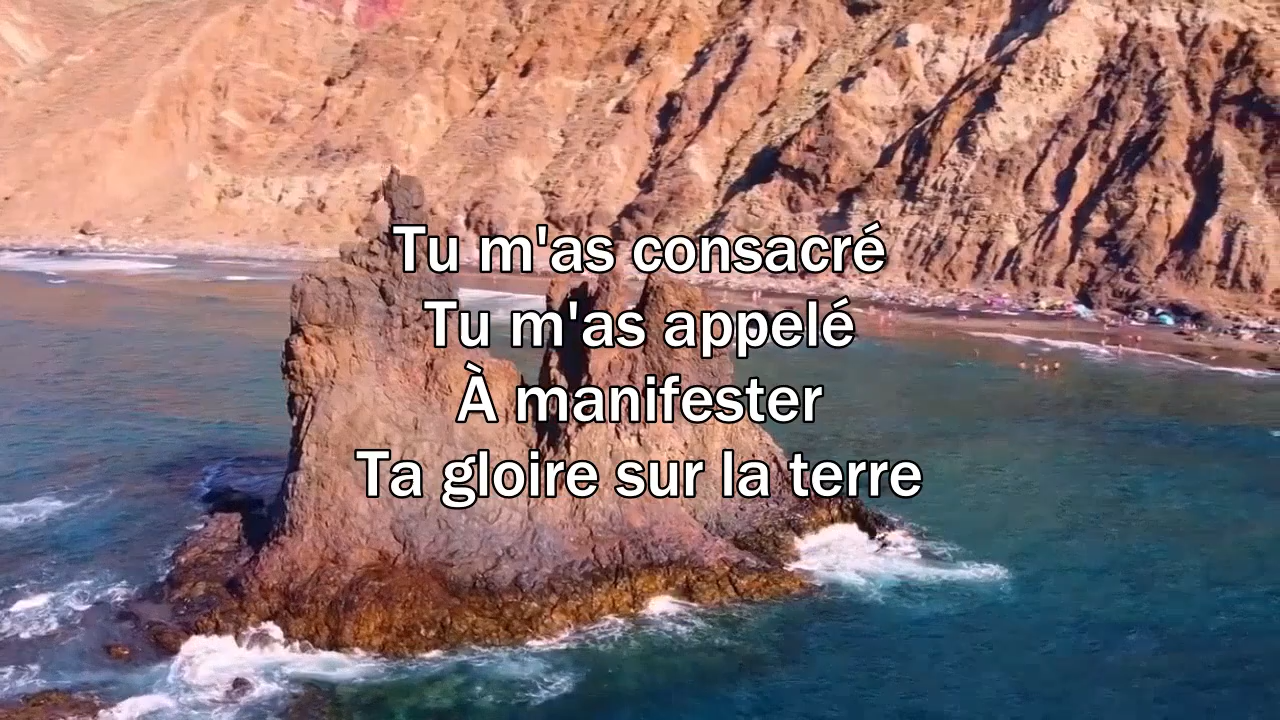 Tu m'as consacré
Tu m'as appelé
À manifester
Ta gloire sur la terre